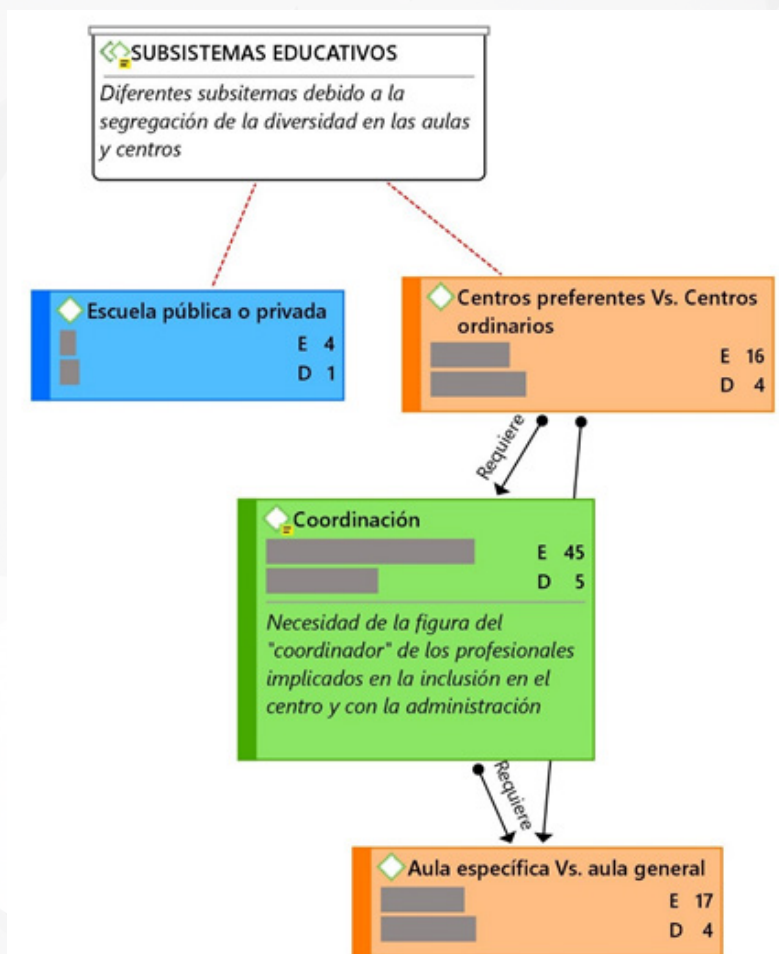 SUBSISTEMAS EDUCATIVOS
Diferentes subsitemas debido a la
segregación de la diversidad en las aulas
y centros
Escuela pública o privada
E 4
D 1
Centros preferentes Vs. Centros
ordinarios
E 16
D 4
Requiere
Coordinación
E 45
D 5
Necesidad de la figura del
"coordinador" de los profesionales
implicados en la inclusión en el
centro y con la administración
Requiere
Aula específica Vs. aula general
E 17
D 4